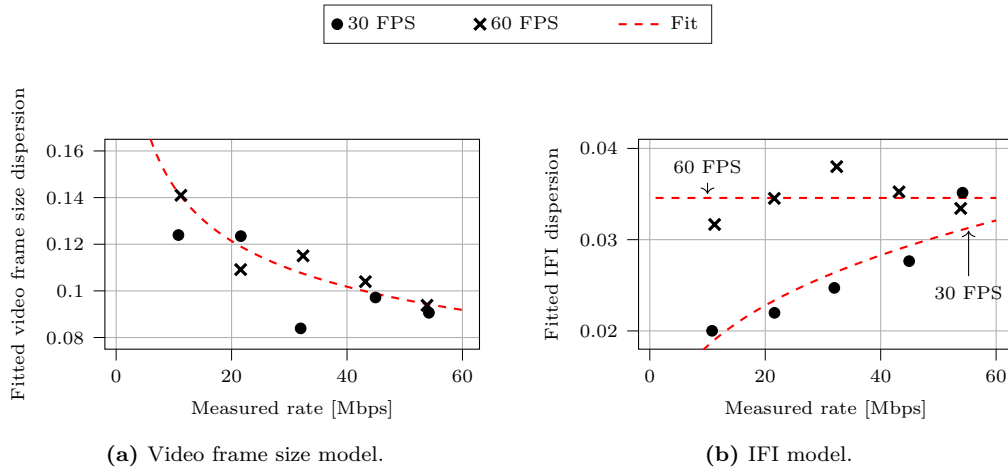 30 FPS 60 FPS Fit
Fitted video frame size dispersion
0.16
0.14
0.12
0.1
0.08
0 20 40 60
Measured rate [Mbps]
(a) Video frame size model.
Fitted IFI dispersion
0.04
0.03
0.02
60 FPS
30 FPS
0 20 40 60
Measured rate [Mbps]
(b) IFI model.